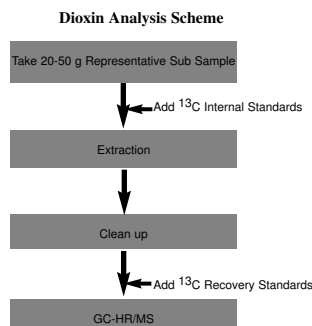 Dioxin Analysis Scheme
Take 20-50 g Representative Sub Sample
Add ¹³C Internal Standards
Extraction
Clean up
Add ¹³C Recovery Standards
GC-HR/MS